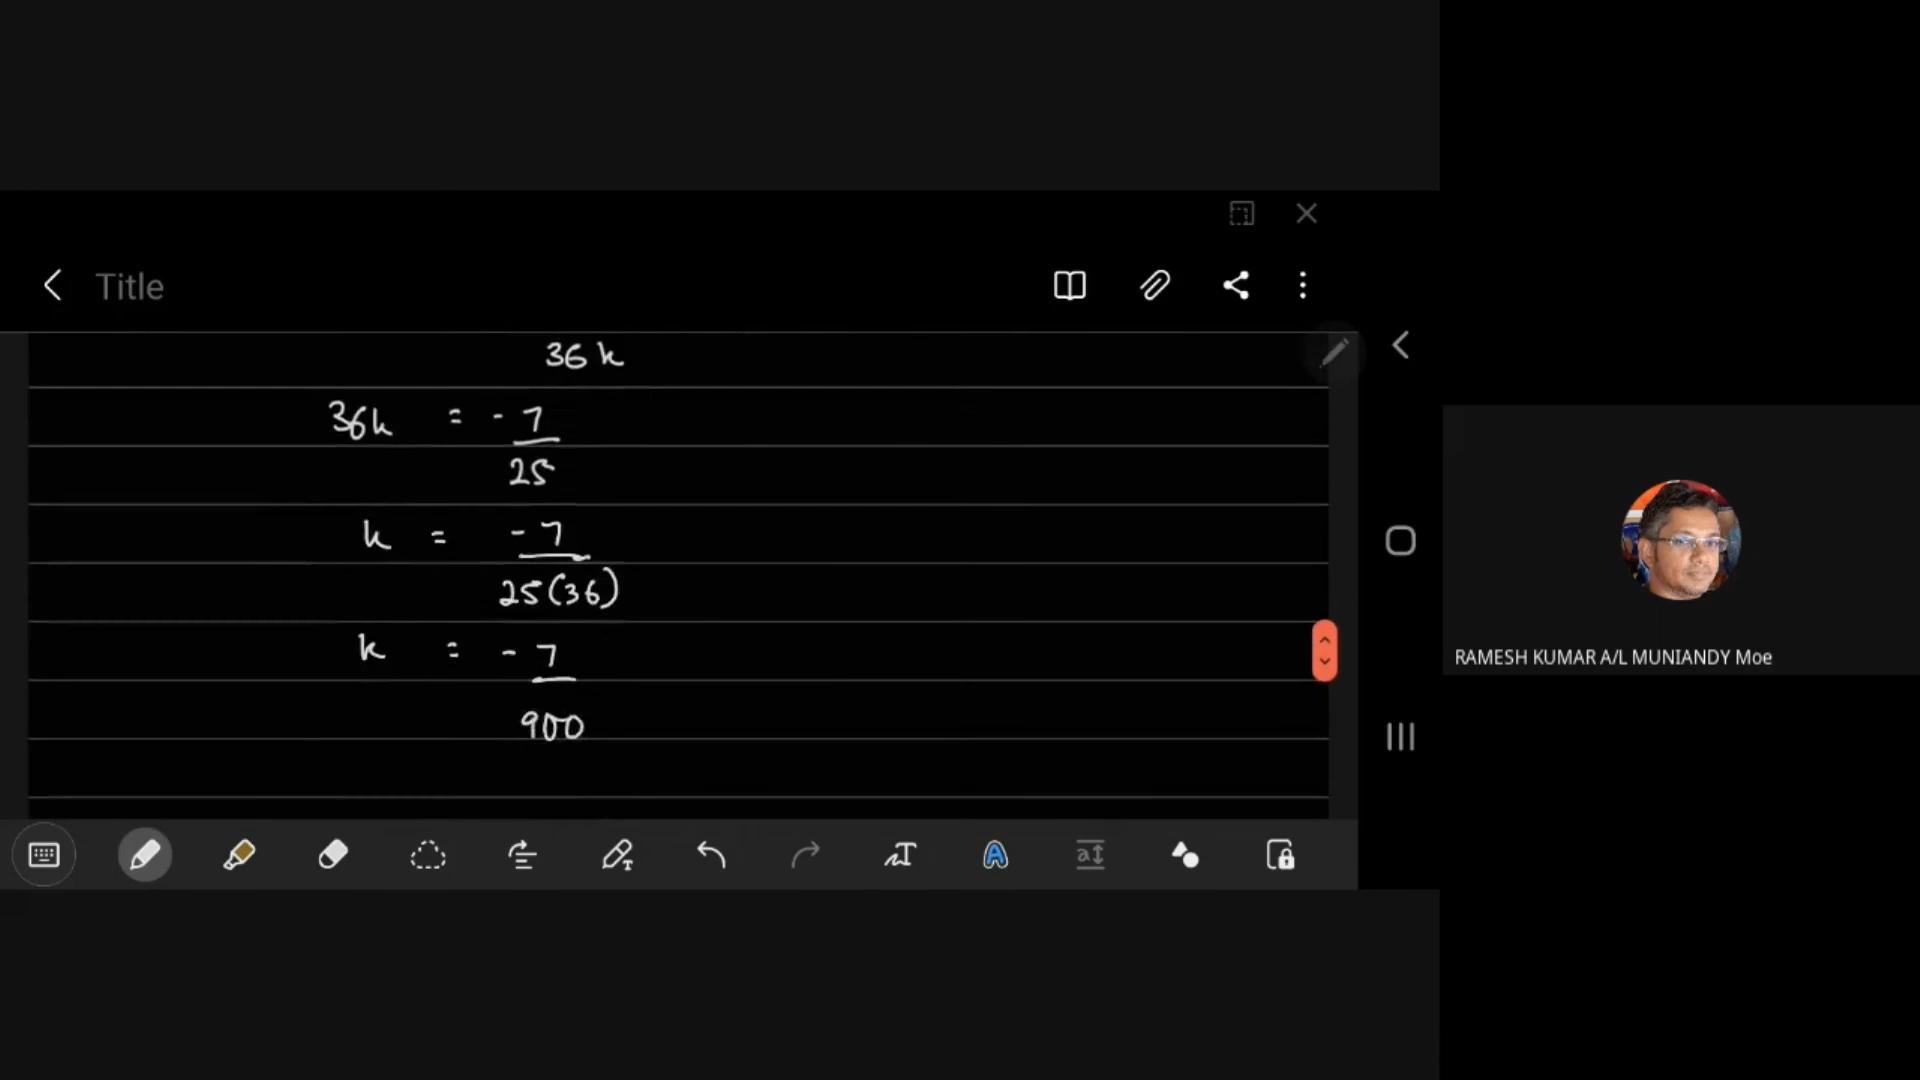 Title
36k
36k = - 7
25
k = - 7
25(36)
k = - 7
900
RAMESH KUMAR A/L MUNIANDY Moe